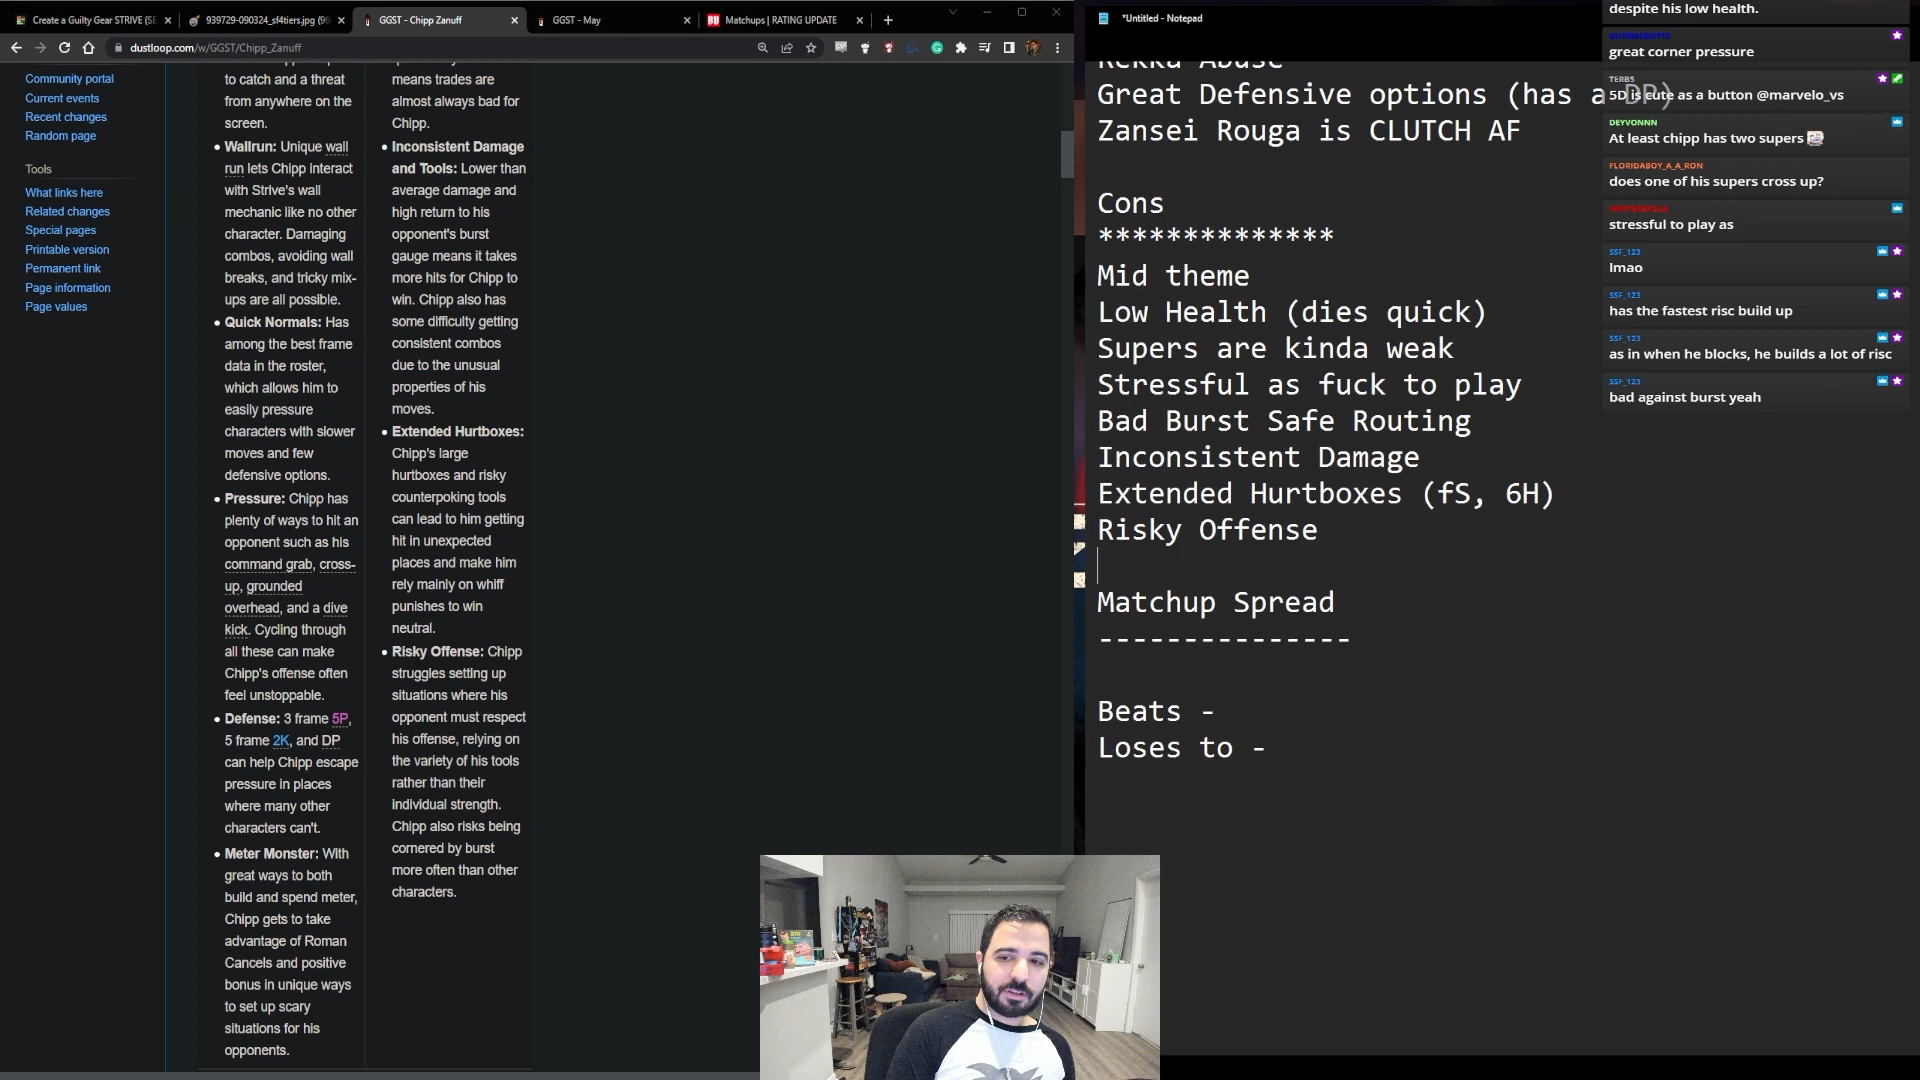 Create a Guilty Gear STRIVE (SE
939729-090324_sf4tiers.jpg (96
GGST - Chipp Zanuff
GGST - May
Matchups | RATING UPDATE
dustloop.com/w/GGST/Chipp_Zanuff
Community portal
Current events
Recent changes
Random page
Tools
What links here
Related changes
Special pages
Printable version
Permanent link
Page information
Page values
to catch and a threat
from anywhere on the
screen.
Wallrun: Unique wall
run lets Chipp interact
with Strive's wall
mechanic like no other
character. Damaging
combos, avoiding wall
breaks, and tricky mix-
ups are all possible.
Quick Normals: Has
among the best frame
data in the roster,
which allows him to
easily pressure
characters with slower
moves and few
defensive options.
Pressure: Chipp has
plenty of ways to hit an
opponent such as his
command grab, cross-
up, grounded
overhead, and a dive
kick. Cycling through
all these can make
Chipp's offense often
feel unstoppable.
Defense: 3 frame 5P,
5 frame 2K, and DP
can help Chipp escape
pressure in places
where many other
characters can't.
Meter Monster: With
great ways to both
build and spend meter,
Chipp gets to take
advantage of Roman
Cancels and positive
bonus in unique ways
to set up scary
situations for his
opponents.
means trades are
almost always bad for
Chipp.
Inconsistent Damage
and Tools: Lower than
average damage and
high return to his
opponent's burst
gauge means it takes
more hits for Chipp to
win. Chipp also has
some difficulty getting
consistent combos
due to the unusual
properties of his
moves.
Extended Hurtboxes:
Chipp's large
hurtboxes and risky
counterpoking tools
can lead to him getting
hit in unexpected
places and make him
rely mainly on whiff
punishes to win
neutral.
Risky Offense: Chipp
struggles setting up
situations where his
opponent must respect
his offense, relying on
the variety of his tools
rather than their
individual strength.
Chipp also risks being
cornered by burst
more often than other
characters.
*Untitled - Notepad
Rekka Abuse
Great Defensive options (has a DP)
Zansei Rouga is CLUTCH AF
Cons
**************
Mid theme
Low Health (dies quick)
Supers are kinda weak
Stressful as fuck to play
Bad Burst Safe Routing
Inconsistent Damage
Extended Hurtboxes (fS, 6H)
Risky Offense
Matchup Spread
---------------
Beats -
Loses to -
despite his low health.
great corner pressure
TERB5
5D is cute as a button @marvelo_vs
DEYVONNN
At least chipp has two supers
FLORIDABOY_A_A_RON
does one of his supers cross up?
stressful to play as
SSF_123
lmao
SSF_123
has the fastest risc build up
SSF_123
as in when he blocks, he builds a lot of risc
SSF_123
bad against burst yeah